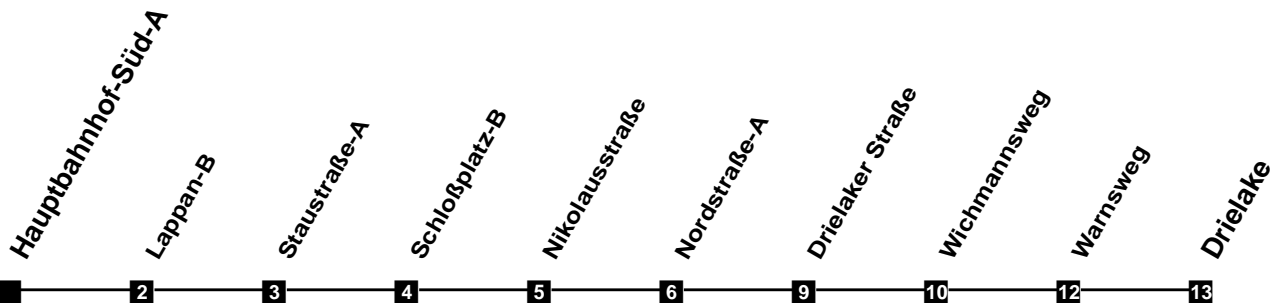 Hauptbahnhof-Süd-A
Lappan-B
Staustraße-A
Schloßplatz-B
Nikolausstraße
Nordstraße-A
Drielaker Straße
Wichmannsweg
Warnsweg
Drielake
2 3 4 5 6 9 10 12 13